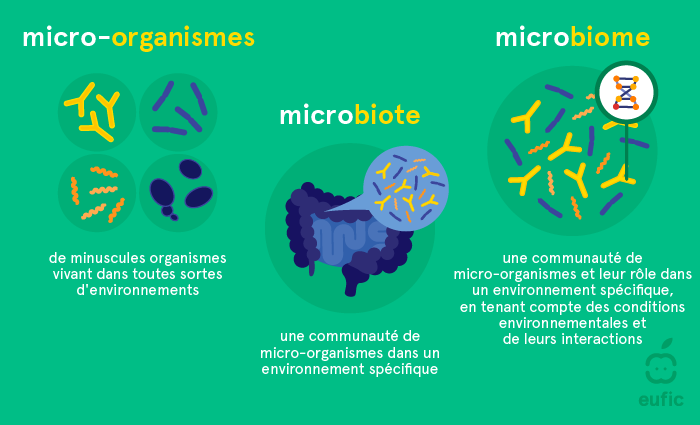 micro-organismes
de minuscules organismes
vivant dans toutes sortes
d'environnements
microbiote
une communauté de
micro-organismes dans un
environnement spécifique
microbiome
une communauté de
micro-organismes et leur rôle dans
un environnement spécifique,
en tenant compte des conditions
environnementales et
de leurs interactions
eufic